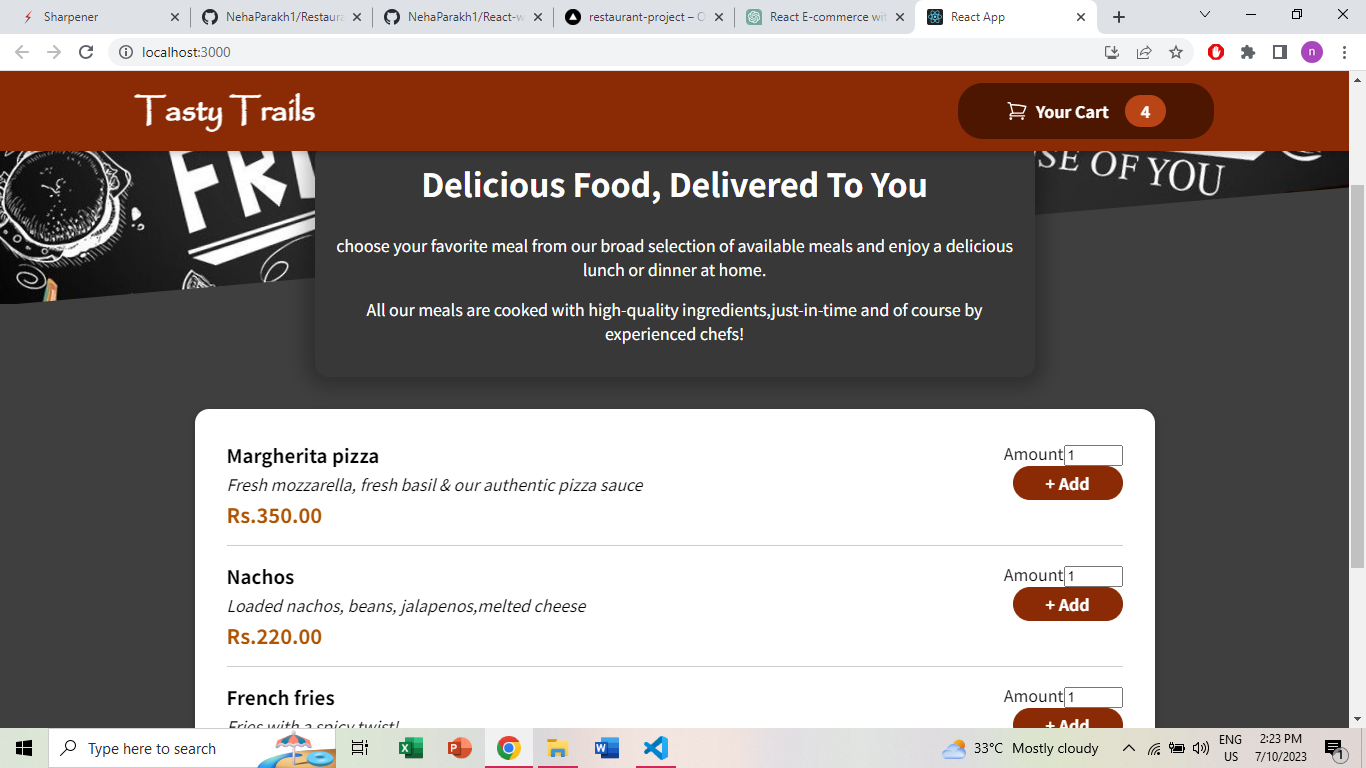 Sharpener
NehaParakh1/Restaura
NehaParakh1/React-w
restaurant-project – O
React E-commerce wit
React App
localhost:3000
n
Tasty Trails
Your Cart 4
FRI
SE OF YOU
Delicious Food, Delivered To You
choose your favorite meal from our broad selection of available meals and enjoy a delicious
lunch or dinner at home.
All our meals are cooked with high-quality ingredients,just-in-time and of course by
experienced chefs!
Margherita pizza
Fresh mozzarella, fresh basil & our authentic pizza sauce
Rs.350.00
Amount 1
+ Add
Nachos
Loaded nachos, beans, jalapenos,melted cheese
Rs.220.00
Amount 1
+ Add
French fries
Fries with a spicy twist!
Amount 1
+ Add
Type here to search
33°C Mostly cloudy
ENG
US
2:23 PM
7/10/2023
1